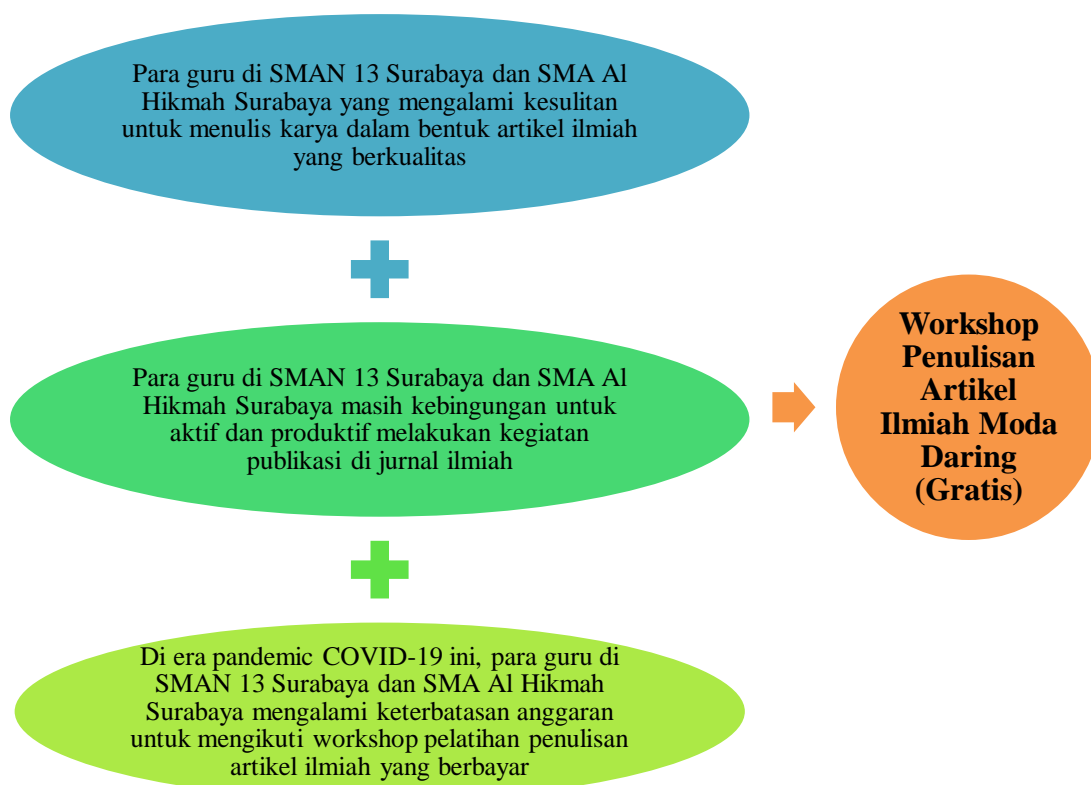 Para guru di SMAN 13 Surabaya dan SMA Al
Hikmah Surabaya yang mengalami kesulitan
untuk menulis karya dalam bentuk artikel ilmiah
yang berkualitas
Para guru di SMAN 13 Surabaya dan SMA Al
Hikmah Surabaya masih kebingungan untuk
aktif dan produktif melakukan kegiatan
publikasi di jurnal ilmiah
Di era pandemic COVID-19 ini, para guru di
SMAN 13 Surabaya dan SMA Al Hikmah
Surabaya mengalami keterbatasan anggaran
untuk mengikuti workshop pelatihan penulisan
artikel ilmiah yang berbayar
Workshop
Penulisan
Artikel
Ilmiah Moda
Daring
(Gratis)